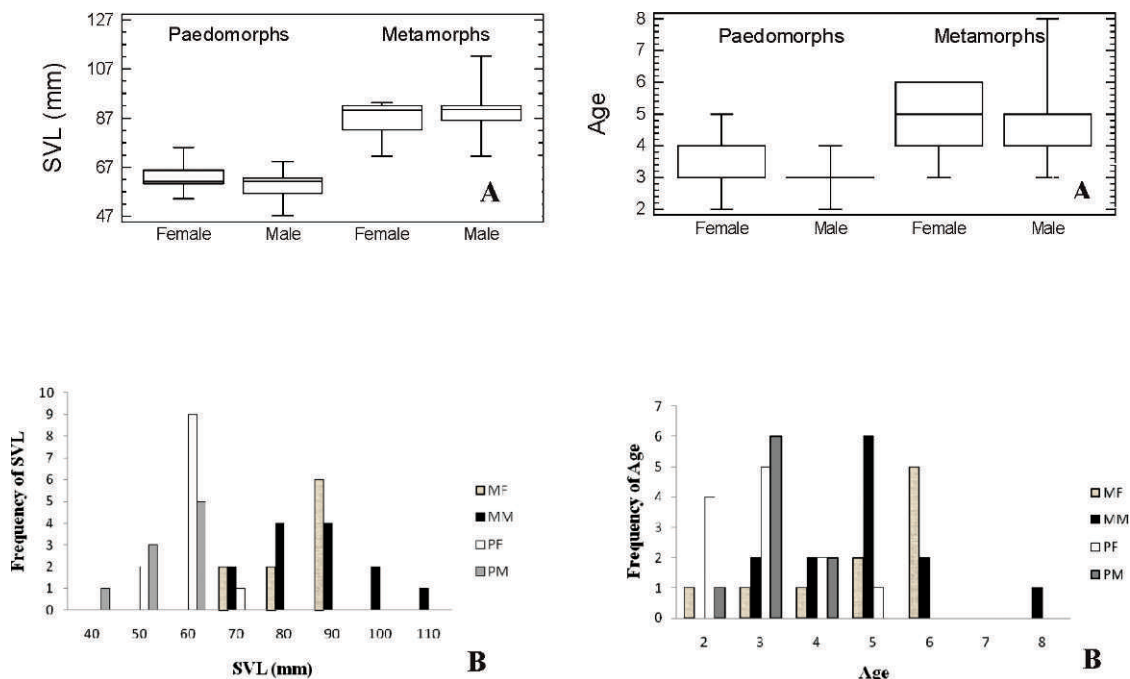 127
107
87
67
47
SVL (mm)
Paedomorphs Metamorphs
A
Female Male Female Male
8
7
6
5
4
3
2
Age
Paedomorphs Metamorphs
A
Female Male Female Male
10
9
8
7
6
5
4
3
2
1
0
Frequency of SVL
40 50 60 70 80 90 100 110
SVL (mm)
MF
MM
PF
PM
B
7
6
5
4
3
2
1
0
Frequency of Age
2 3 4 5 6 7 8
Age
MF
MM
PF
PM
B